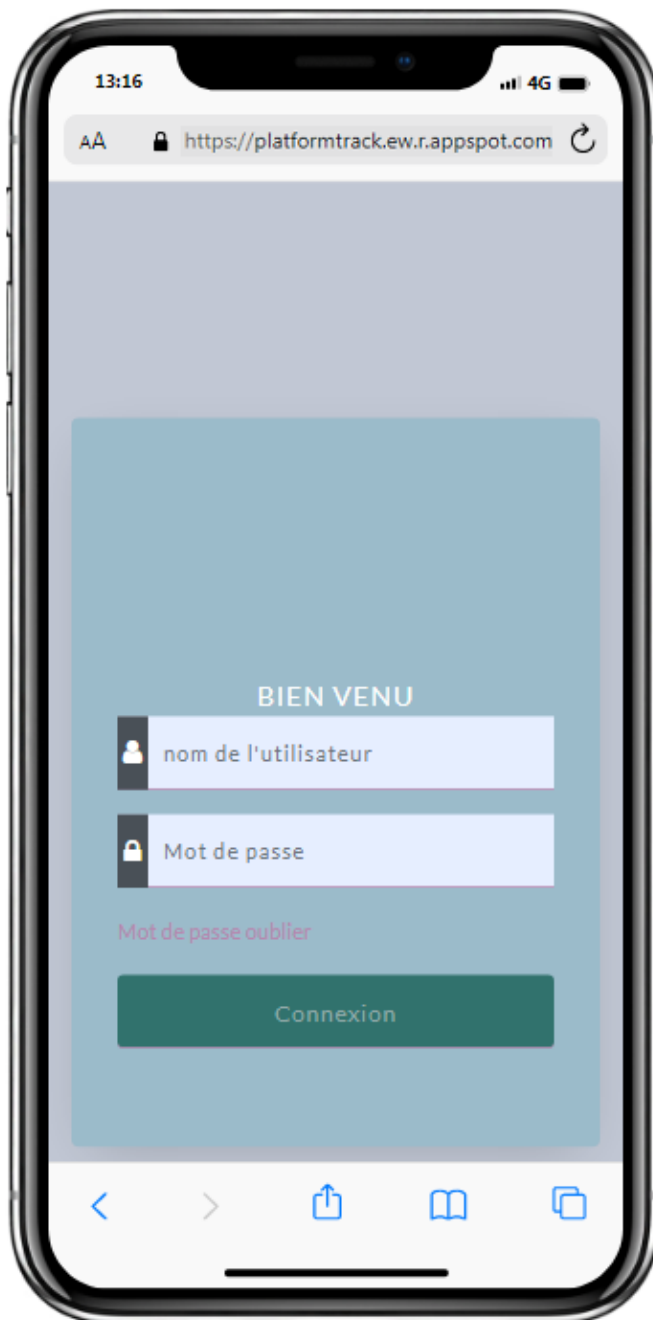 13:16
4G
AA https://platformtrack.ew.r.appspot.com
BIEN VENU
nom de l'utilisateur
Mot de passe
Mot de passe oublier
Connexion